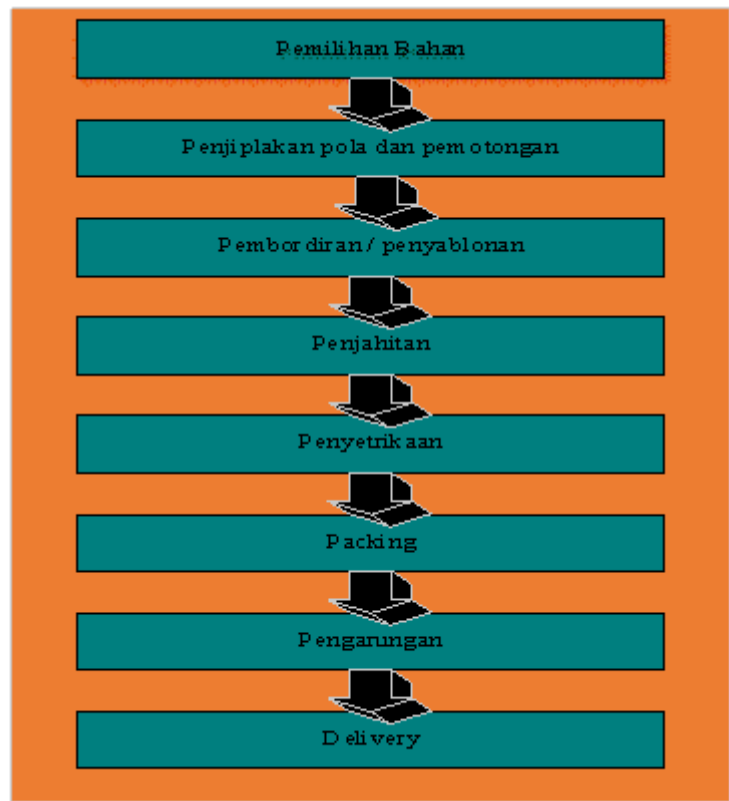 Pemilihan Bahan
Penjiplakan pola dan pemotongan
Pembordiran / penyablonan
Penjahitan
Penyetrikaan
Packing
Pengarungan
Delivery